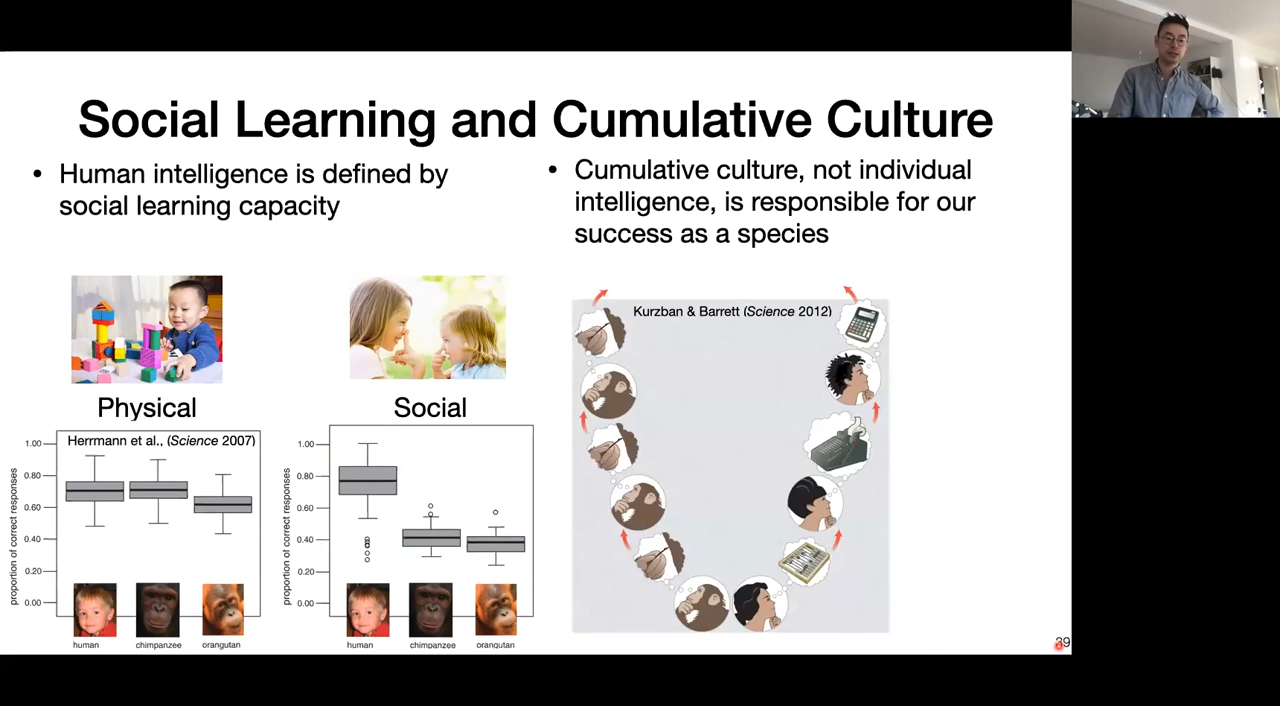 Social Learning and Cumulative Culture
• Human intelligence is defined by
social learning capacity
• Cumulative culture, not individual
intelligence, is responsible for our
success as a species
Physical
Herrmann et al., (Science 2007)
proportion of correct responses
1.00
0.80
0.60
0.40
0.20
0.00
human
chimpanzee
orangutan
Social
proportion of correct responses
1.00
0.80
0.60
0.40
0.20
0.00
human
chimpanzee
orangutan
Kurzban & Barrett (Science 2012)
39